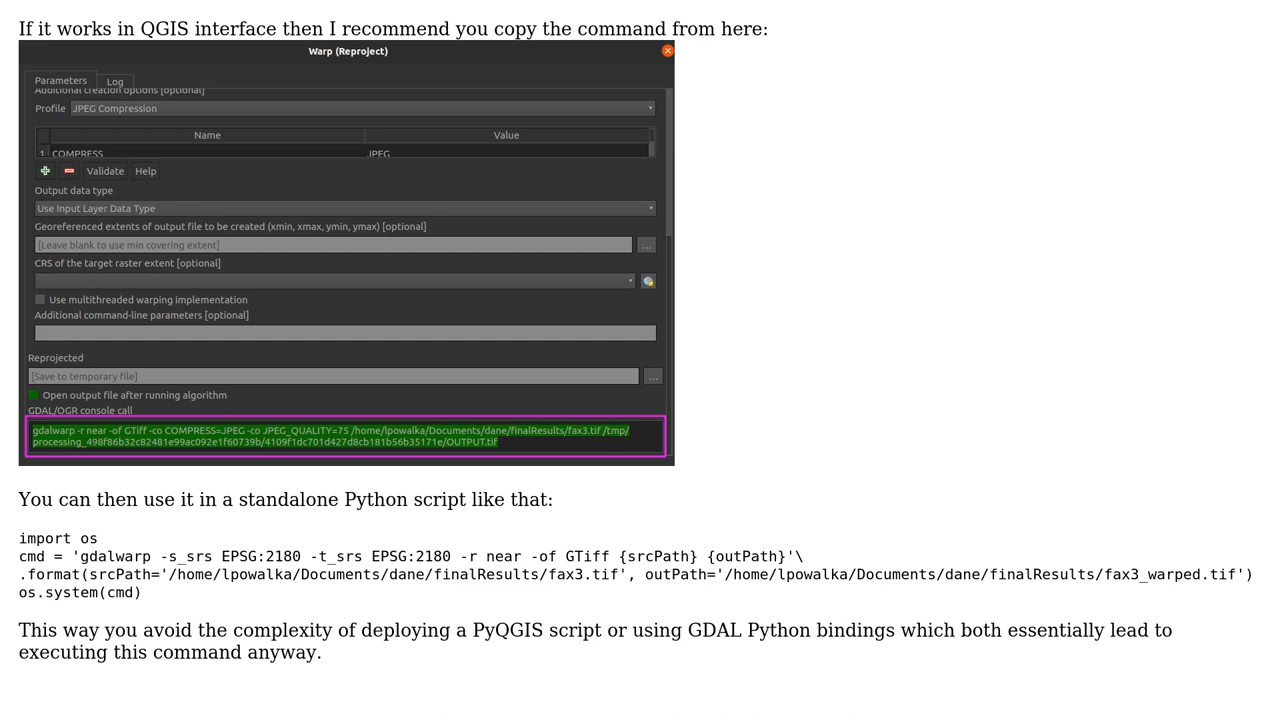 If it works in QGIS interface then I recommend you copy the command from here:
Warp (Reproject)
Parameters Log
Additional creation options [optional]
Profile JPEG Compression
Name Value
1 COMPRESS JPEG
Validate Help
Output data type
Use Input Layer Data Type
Georeferenced extents of output file to be created (xmin, xmax, ymin, ymax) [optional]
[Leave blank to use min covering extent] ...
CRS of the target raster extent [optional]
Use multithreaded warping implementation
Additional command-line parameters [optional]
Reprojected
[Save to temporary file] ...
Open output file after running algorithm
GDAL/OGR console call
gdalwarp -r near -of GTiff -co COMPRESS=JPEG -co JPEG_QUALITY=75 /home/lpowalka/Documents/dane/finalResults/fax3.tif /tmp/
processing_498f86b32c82481e99ac092e1f60739b/4109f1dc701d427d8cb181b56b35171e/OUTPUT.tif
You can then use it in a standalone Python script like that:
import os
cmd = 'gdalwarp -s_srs EPSG:2180 -t_srs EPSG:2180 -r near -of GTiff {srcPath} {outPath}'\
.format(srcPath='/home/lpowalka/Documents/dane/finalResults/fax3.tif', outPath='/home/lpowalka/Documents/dane/finalResults/fax3_warped.tif')
os.system(cmd)
This way you avoid the complexity of deploying a PyQGIS script or using GDAL Python bindings which both essentially lead to
executing this command anyway.